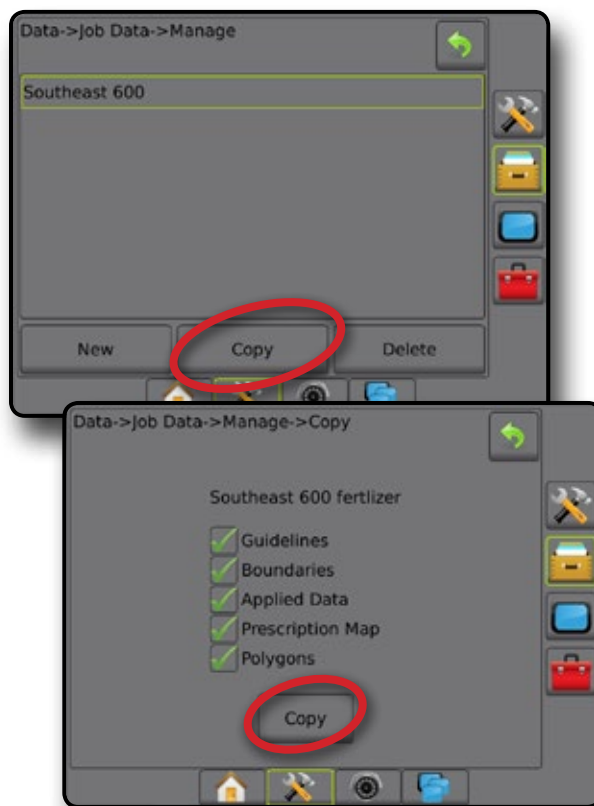 Data->Job Data->Manage
Southeast 600
New Copy Delete
Data->Job Data->Manage->Copy
Southeast 600 fertlizer
Guidelines
Boundaries
Applied Data
Prescription Map
Polygons
Copy